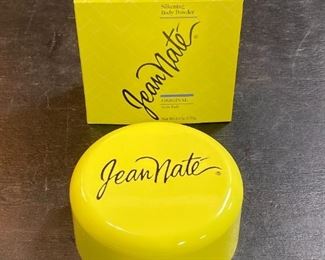 Silkening
Body Powder
Jean Naté®
ORIGINAL
Jean Naté®